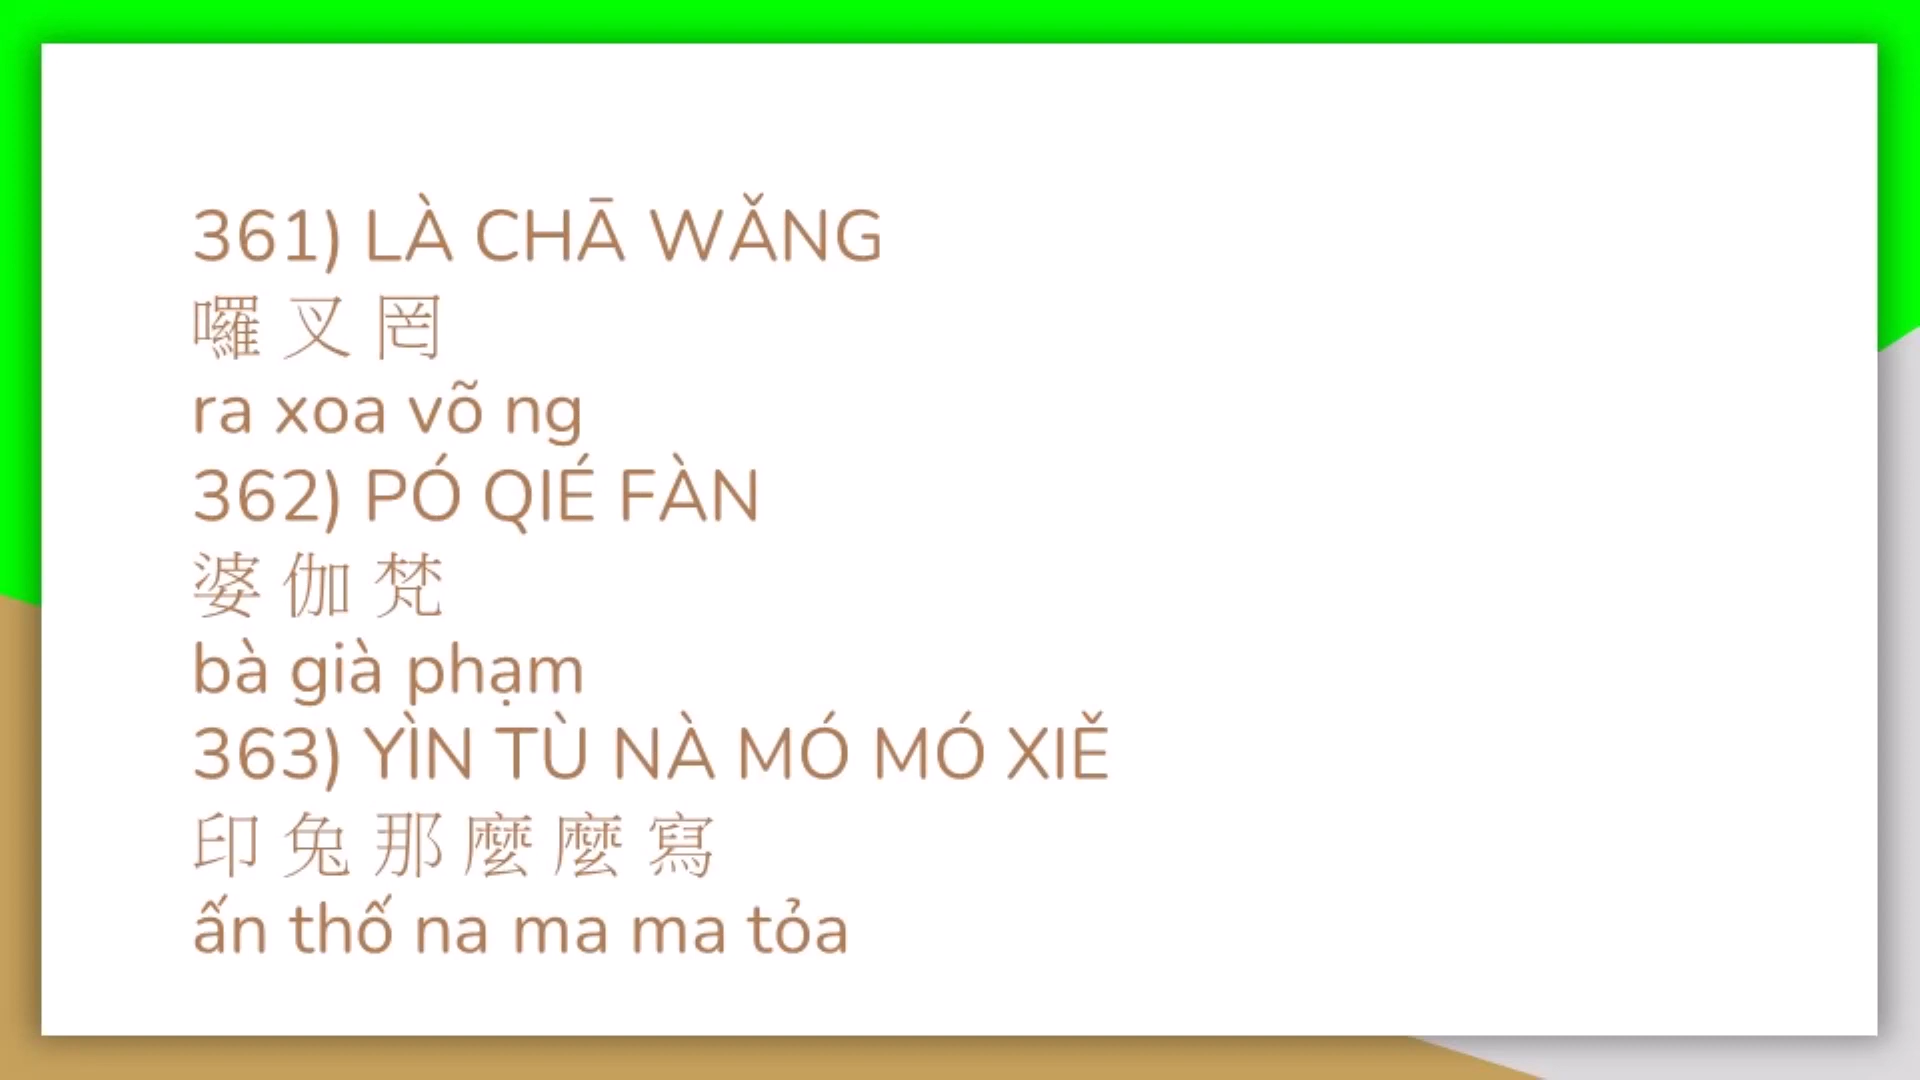 361) LÀ CHĀ WǍNG
囉 叉 罔
ra xoa võ ng
362) PÓ QIÉ FÀN
婆 伽 梵
bà già phạm
363) YÌN TÙ NÀ MÓ MÓ XIĚ
印 兔 那 麼 麼 寫
ấn thố na ma ma tỏa